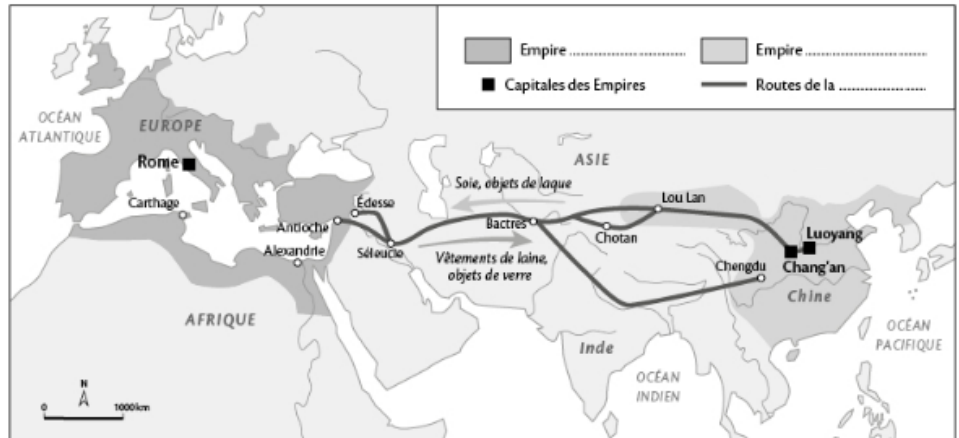 Empire ....................
Empire ....................
Capitales des Empires
Routes de la ...............
OCÉAN
ATLANTIQUE
EUROPE
ASIE
Rome
Soie, objets de laque
Carthage
Édesse
Lou Lan
Antioche
Bactres
Luoyang
Alexandrie
Séleucie
Chotan
Vêtements de laine,
objets de verre
Chengdu
Chang'an
Chine
AFRIQUE
OCÉAN
PACIFIQUE
Inde
OCÉAN
INDIEN
N
0 1000km